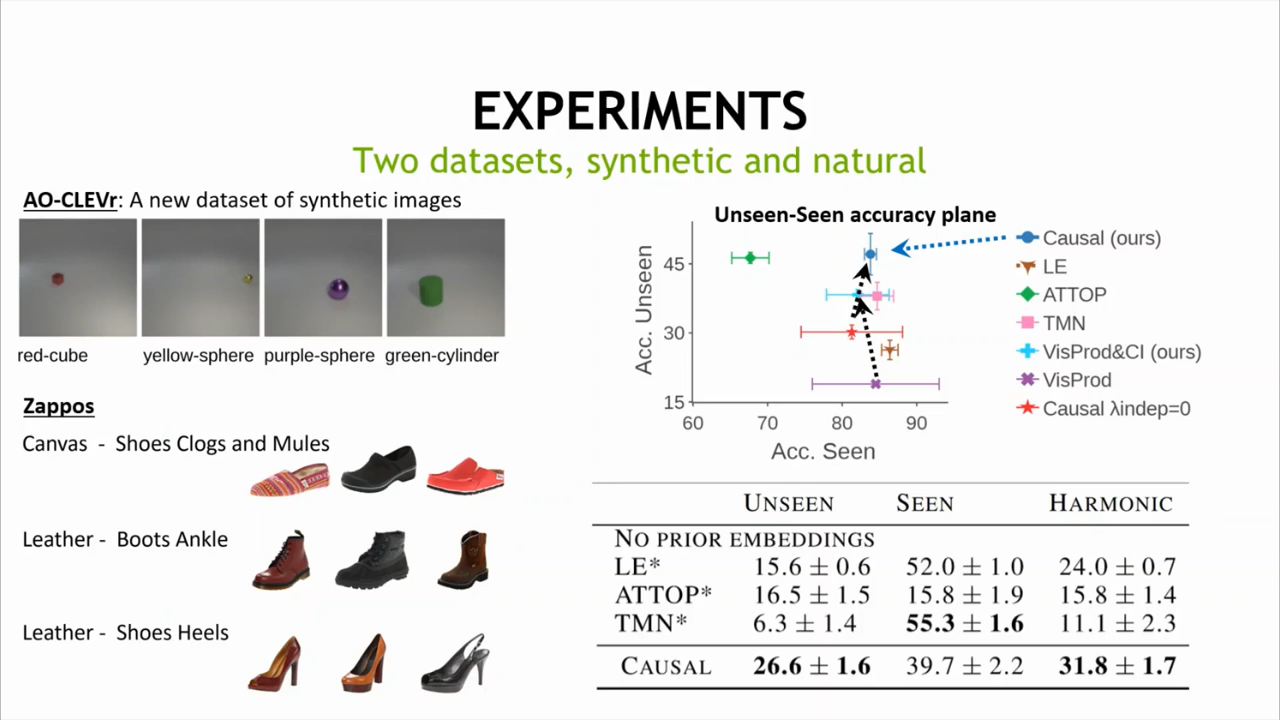 EXPERIMENTS
Two datasets, synthetic and natural
AO-CLEVr: A new dataset of synthetic images
red-cube
yellow-sphere
purple-sphere
green-cylinder
Zappos
Canvas - Shoes Clogs and Mules
Leather - Boots Ankle
Leather - Shoes Heels
Unseen-Seen accuracy plane
Acc. Unseen
45
30
15
60 70 80 90
Acc. Seen
Causal (ours)
LE
ATTOP
TMN
VisProd&CI (ours)
VisProd
Causal λindep=0
UNSEEN SEEN HARMONIC
NO PRIOR EMBEDDINGS
LE* 15.6 ± 0.6 52.0 ± 1.0 24.0 ± 0.7
ATTOP* 16.5 ± 1.5 15.8 ± 1.9 15.8 ± 1.4
TMN* 6.3 ± 1.4 55.3 ± 1.6 11.1 ± 2.3
CAUSAL 26.6 ± 1.6 39.7 ± 2.2 31.8 ± 1.7